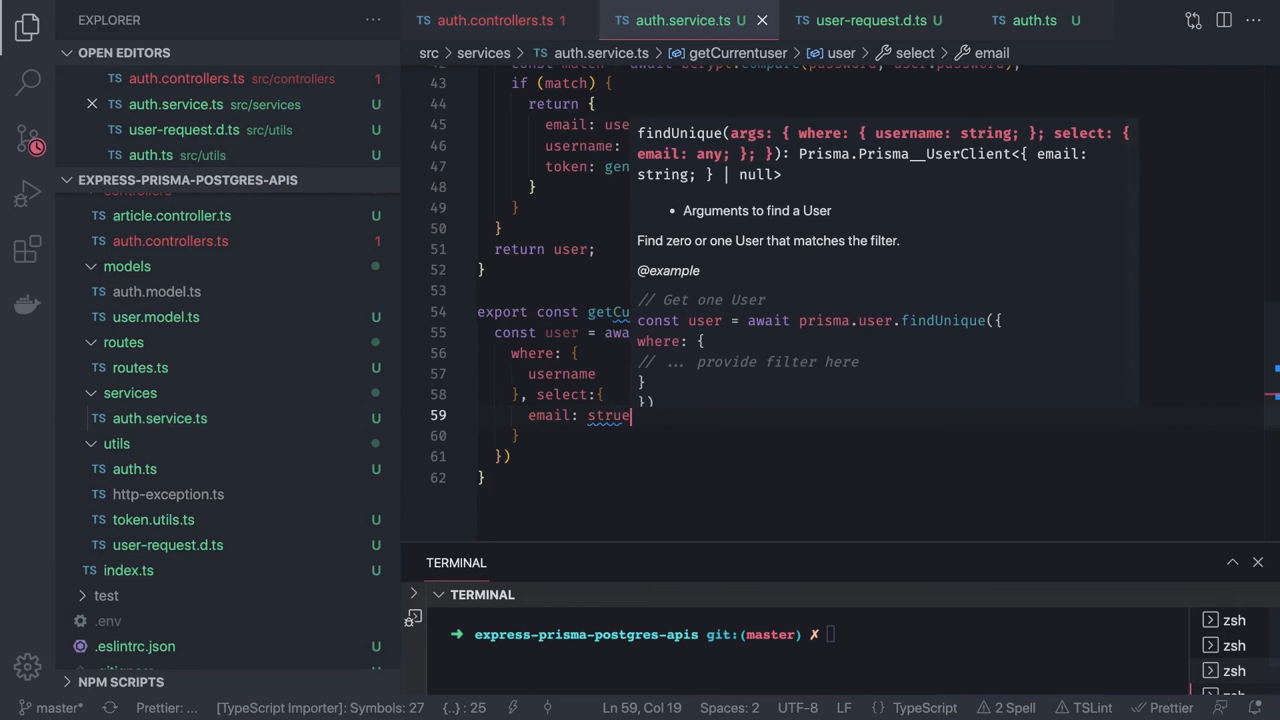 EXPLORER
OPEN EDITORS
TS auth.controllers.ts src/controllers 1
TS auth.service.ts src/services U
TS user-request.d.ts src/utils U
TS auth.ts src/utils U
EXPRESS-PRISMA-POSTGRES-APIS
controllers
TS article.controller.ts U
TS auth.controllers.ts 1
models
TS auth.model.ts
TS user.model.ts U
routes
TS routes.ts U
services
TS auth.service.ts U
utils
TS auth.ts U
TS http-exception.ts
TS token.utils.ts U
TS user-request.d.ts U
TS index.ts U
test
.env
.eslintrc.json U
.gitignore
NPM SCRIPTS
TS auth.controllers.ts 1 TS auth.service.ts U TS user-request.d.ts U TS auth.ts U
src services TS auth.service.ts getCurrentuser user select email
const match = await bcrypt.compare(password, user.password);
43 if (match) {
44 return {
45 email: use
46 username:
47 token: gen
48 }
49 }
50 }
51 return user;
52 }
53
54 export const getCu
55 const user = awa
56 where: {
57 username
58 }, select:{
59 email: strue
60 }
61 })
62 }
findUnique(args: { where: { username: string; }; select: {
email: any; }; }): Prisma.Prisma__UserClient<{ email:
string; } | null>
• Arguments to find a User
Find zero or one User that matches the filter.
@example
// Get one User
const user = await prisma.user.findUnique({
where: {
// ... provide filter here
}
})
TERMINAL
TERMINAL
➜ express-prisma-postgres-apis git:(master) ✗
zsh
zsh
zsh
master* Prettier: ... [TypeScript Importer]: Symbols: 27 {..} : 25 Ln 59, Col 19 Spaces: 2 UTF-8 LF {} TypeScript 2 Spell TSLint Prettier